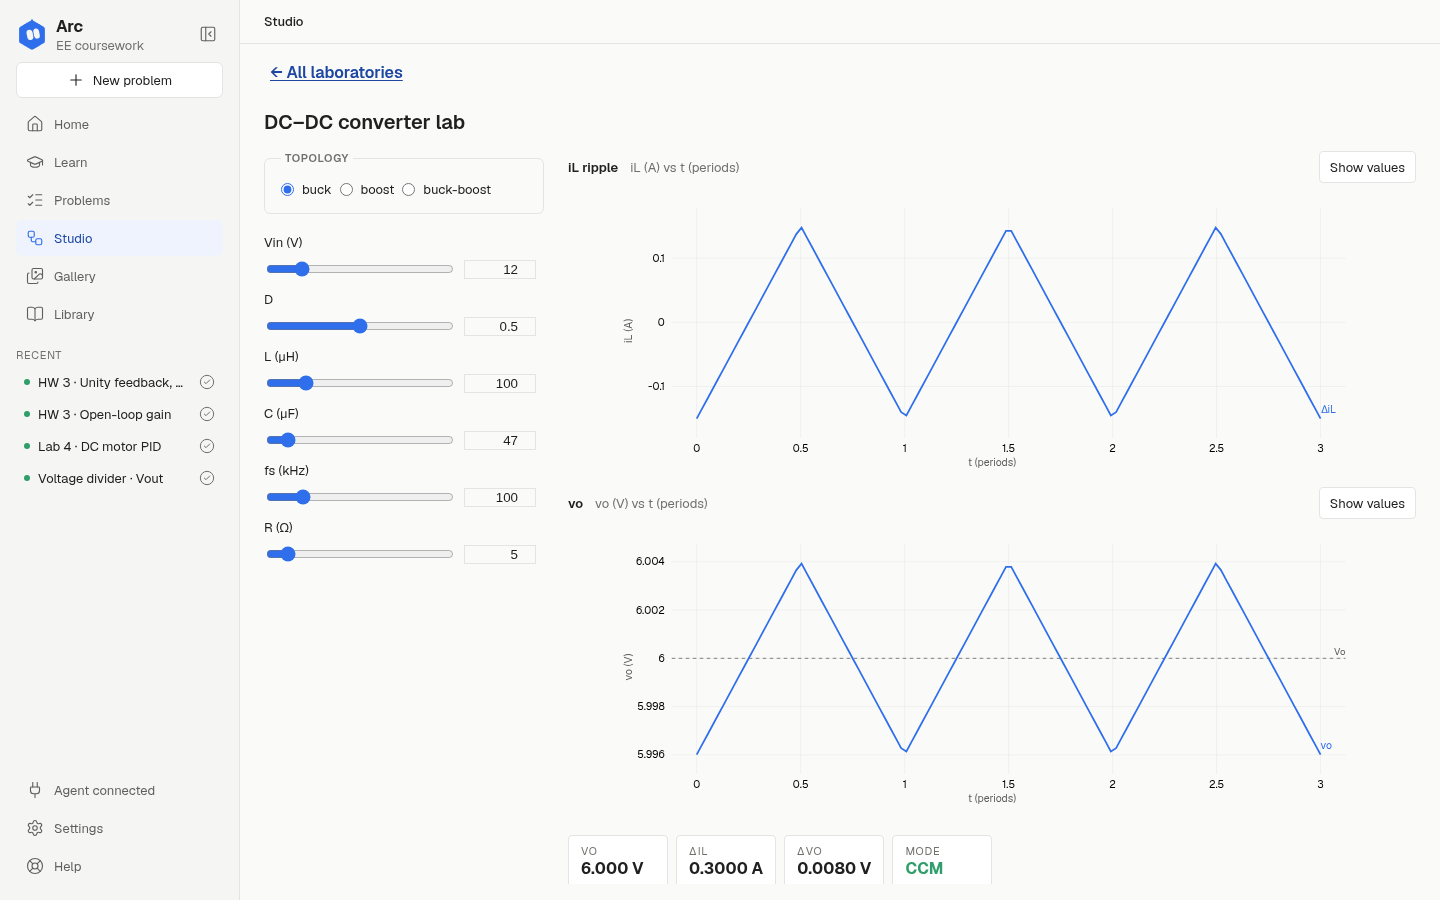 Arc
EE coursework
New problem
Home
Learn
Problems
Studio
Gallery
Library
RECENT
HW 3 · Unity feedback, …
HW 3 · Open-loop gain
Lab 4 · DC motor PID
Voltage divider · Vout
Agent connected
Settings
Help
Studio
← All laboratories
DC–DC converter lab
TOPOLOGY
buck boost buck-boost
Vin (V)
12
D
0.5
L (µH)
100
C (µF)
47
fs (kHz)
100
R (Ω)
5
iL ripple iL (A) vs t (periods)
Show values
0.1
0
-0.1
iL (A)
ΔiL
0 0.5 1 1.5 2 2.5 3
t (periods)
vo vo (V) vs t (periods)
Show values
6.004
6.002
6
5.998
5.996
vo (V)
Vo
vo
0 0.5 1 1.5 2 2.5 3
t (periods)
VO
6.000 V
ΔIL
0.3000 A
ΔVO
0.0080 V
MODE
CCM